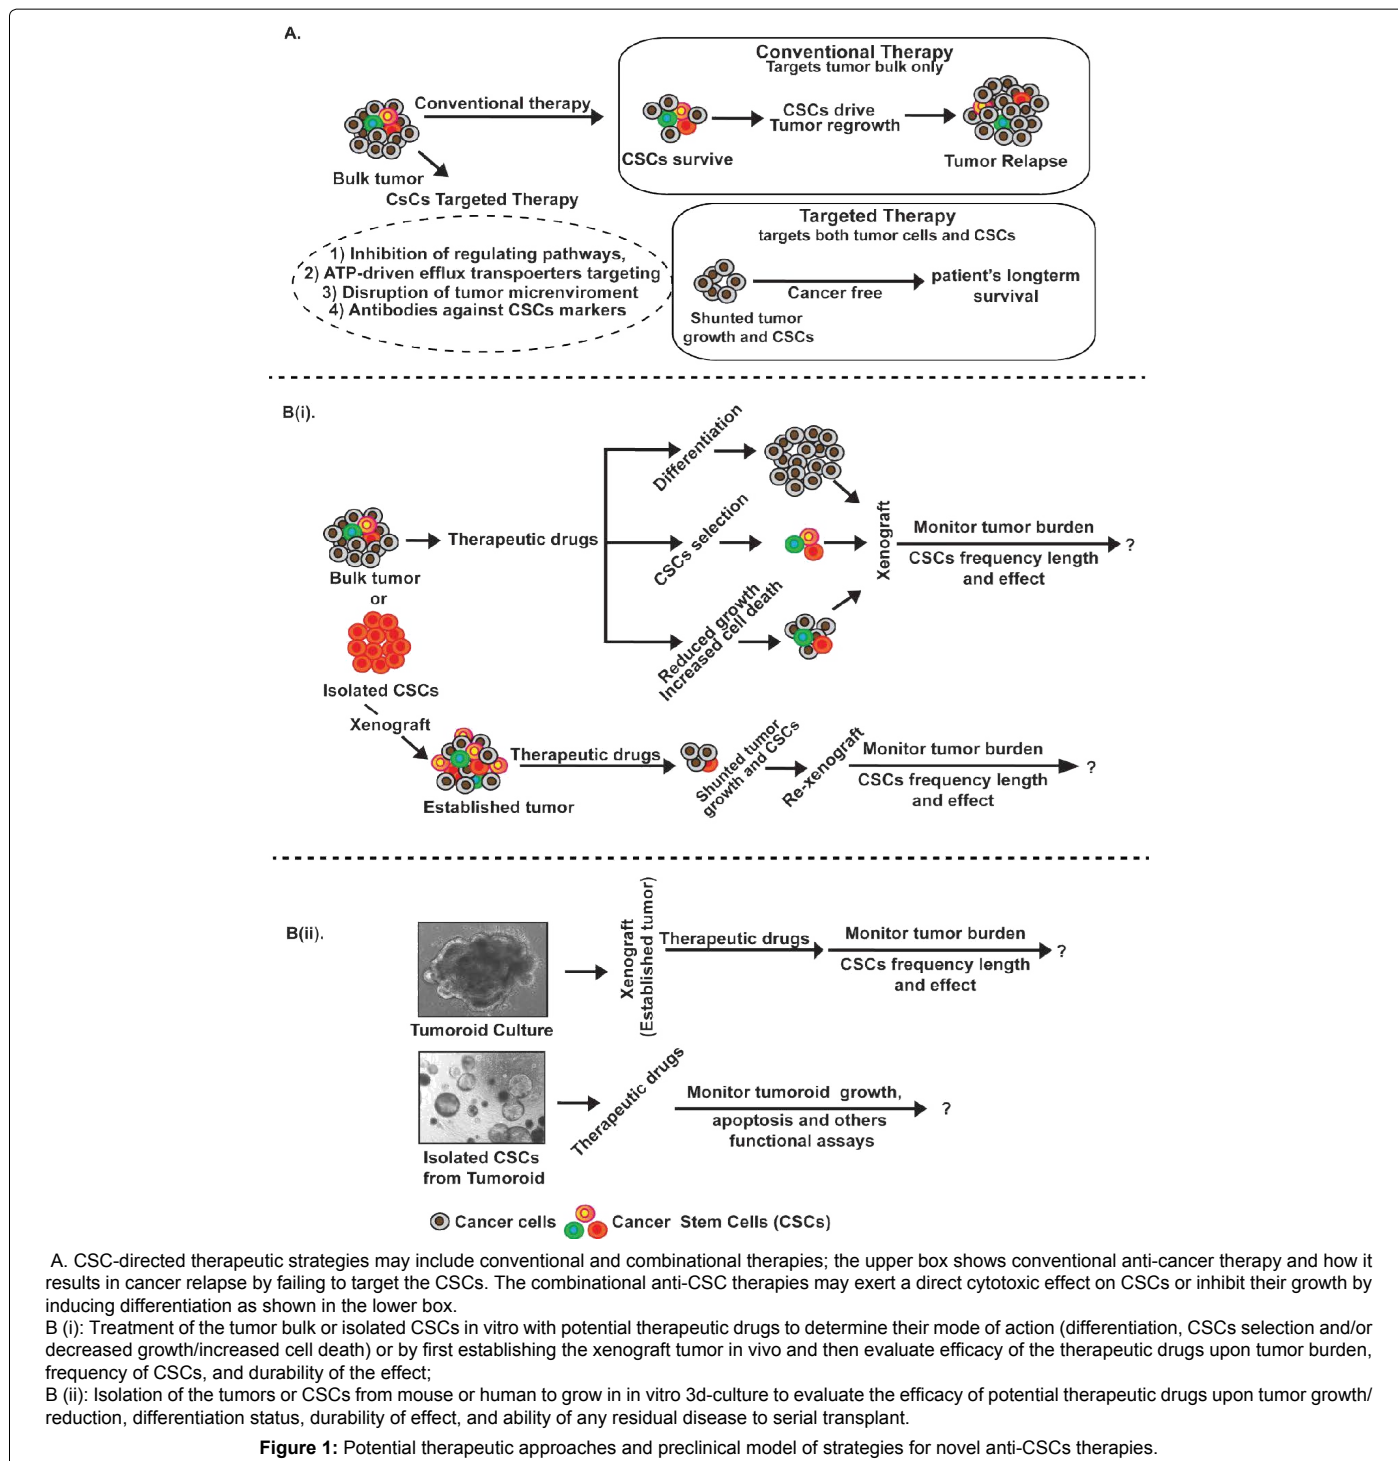 A.
Conventional Therapy
Targets tumor bulk only
Conventional therapy
CSCs drive
Tumor regrowth
CSCs survive
Tumor Relapse
Bulk tumor
CsCs Targeted Therapy
1) Inhibition of regulating pathways,
2) ATP-driven efflux transpoerters targeting
3) Disruption of tumor micrenviroment
4) Antibodies against CSCs markers
Targeted Therapy
targets both tumor cells and CSCs
Cancer free
patient's longterm
survival
Shunted tumor
growth and CSCs
B(i).
Differentiation
Bulk tumor
or
Isolated CSCs
Therapeutic drugs
CSCs selection
Reduced growth
Increased cell death
Xenograft
Monitor tumor burden
CSCs frequency length
and effect
?
Xenograft
Established tumor
Therapeutic drugs
Shunted tumor
growth and CSCs
Re-xenograft
Monitor tumor burden
CSCs frequency length
and effect
?
B(ii).
Tumoroid Culture
Xenograft
(Established tumor)
Therapeutic drugs
Monitor tumor burden
CSCs frequency length
and effect
?
Isolated CSCs
from Tumoroid
Therapeutic drugs
Monitor tumoroid growth,
apoptosis and others
functional assays
?
Cancer cells
Cancer Stem Cells (CSCs)
A. CSC-directed therapeutic strategies may include conventional and combinational therapies; the upper box shows conventional anti-cancer therapy and how it
results in cancer relapse by failing to target the CSCs. The combinational anti-CSC therapies may exert a direct cytotoxic effect on CSCs or inhibit their growth by
inducing differentiation as shown in the lower box.
B (i): Treatment of the tumor bulk or isolated CSCs in vitro with potential therapeutic drugs to determine their mode of action (differentiation, CSCs selection and/or
decreased growth/increased cell death) or by first establishing the xenograft tumor in vivo and then evaluate efficacy of the therapeutic drugs upon tumor burden,
frequency of CSCs, and durability of the effect;
B (ii): Isolation of the tumors or CSCs from mouse or human to grow in in vitro 3d-culture to evaluate the efficacy of potential therapeutic drugs upon tumor growth/
reduction, differentiation status, durability of effect, and ability of any residual disease to serial transplant.
Figure 1: Potential therapeutic approaches and preclinical model of strategies for novel anti-CSCs therapies.